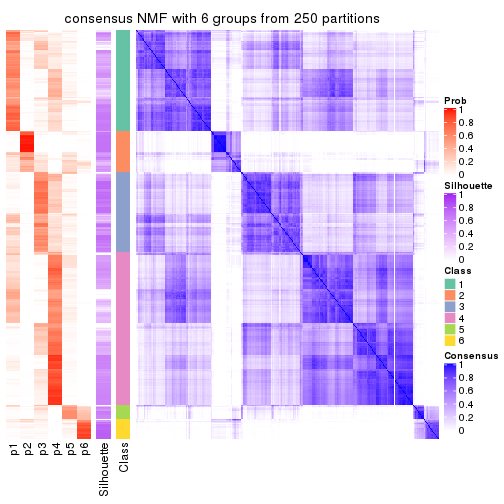 consensus NMF with 6 groups from 250 partitions
p1
p2
p3
p4
p5
p6
Silhouette
Class
Prob
1
0.8
0.6
0.4
0.2
0
Silhouette
1
0.8
0.6
0.4
0.2
0
Class
1
2
3
4
5
6
Consensus
1
0.8
0.6
0.4
0.2
0